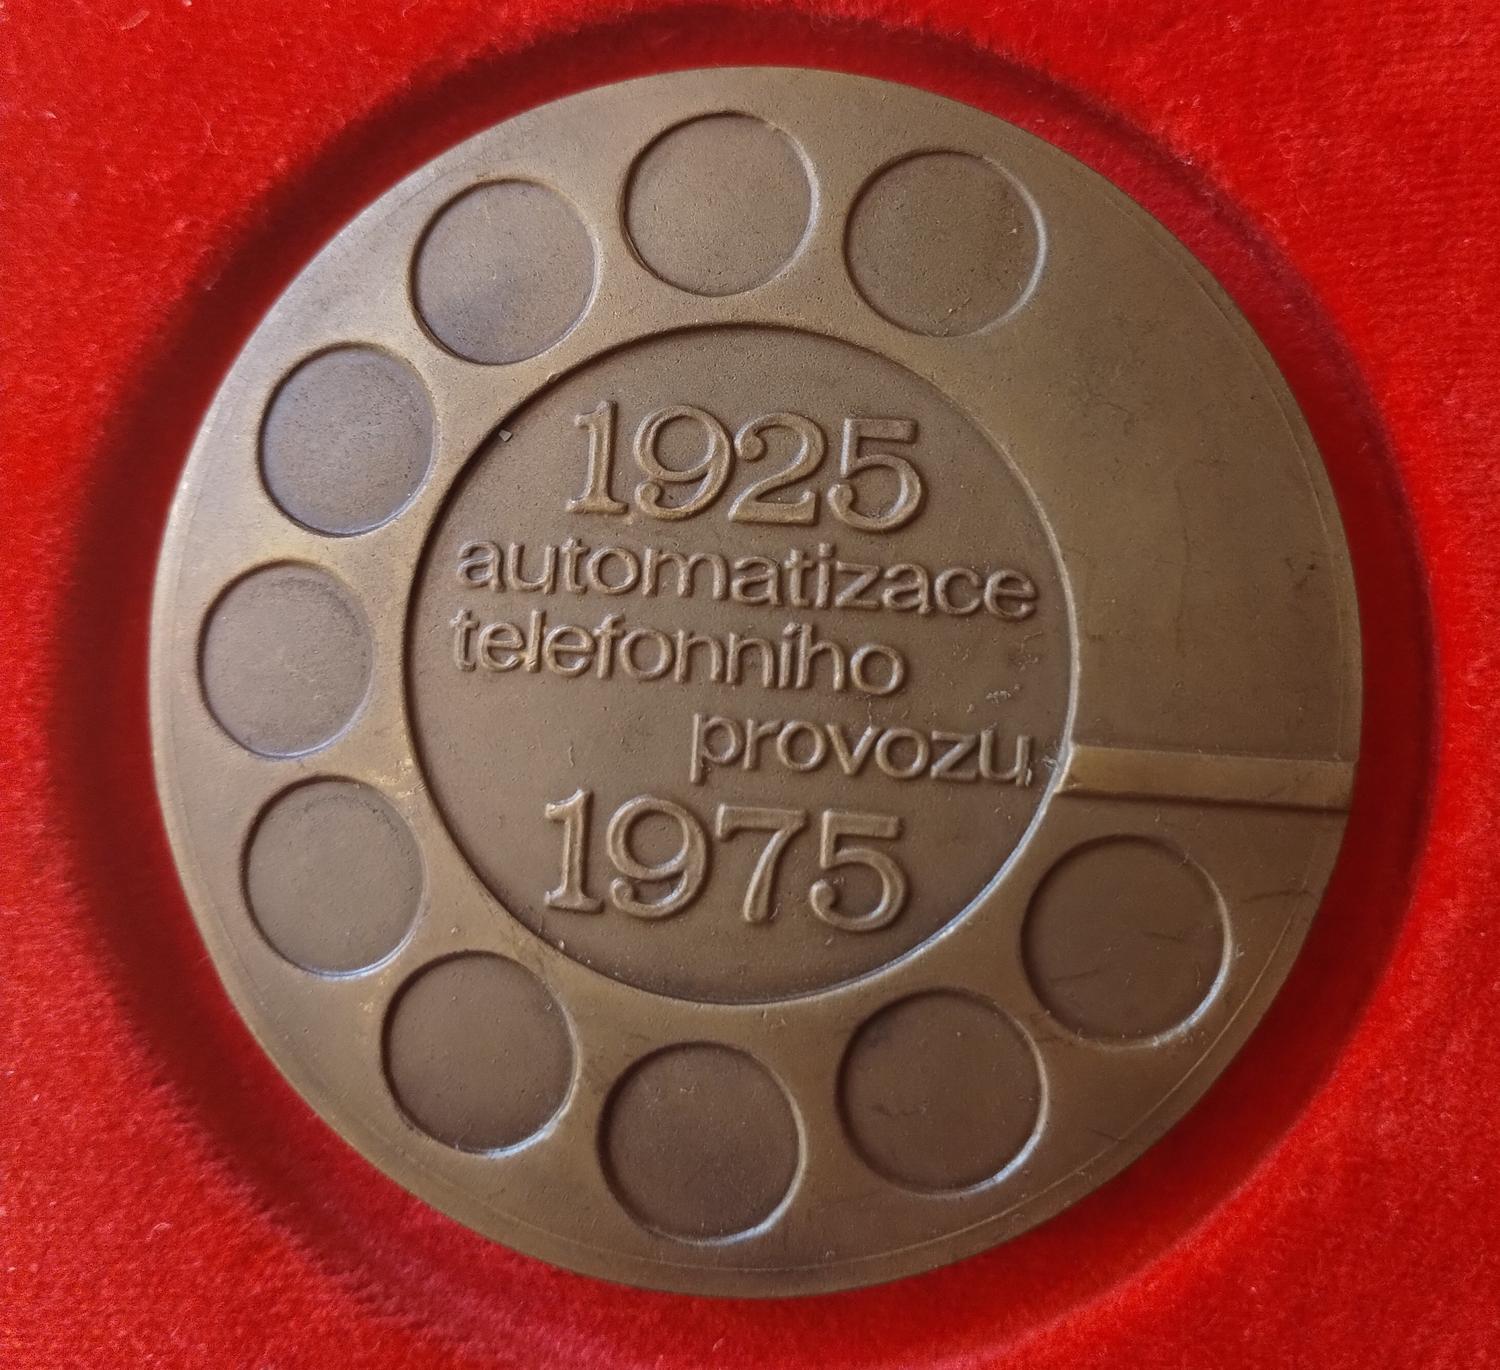 1925
automatizace
telefonního
provozu
1975